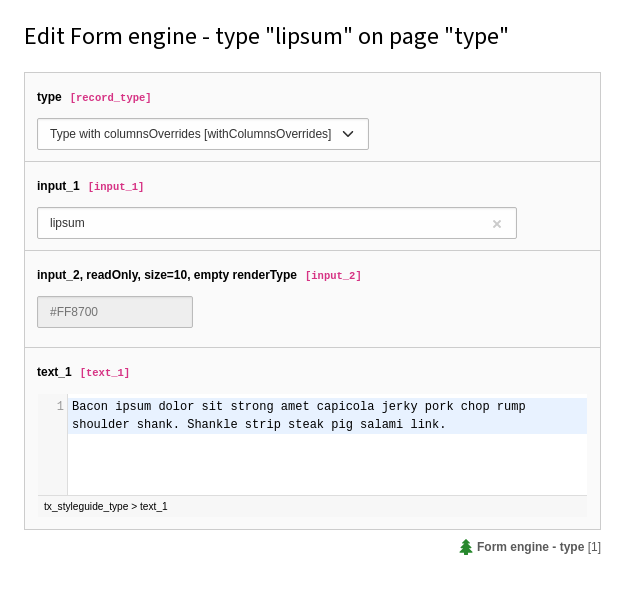 Edit Form engine - type "lipsum" on page "type"
type [record_type]
Type with columnsOverrides [withColumnsOverrides]
input_1 [input_1]
lipsum
input_2, readOnly, size=10, empty renderType [input_2]
#FF8700
text_1 [text_1]
1 Bacon ipsum dolor sit strong amet capicola jerky pork chop rump
shoulder shank. Shankle strip steak pig salami link.
tx_styleguide_type > text_1
Form engine - type [1]